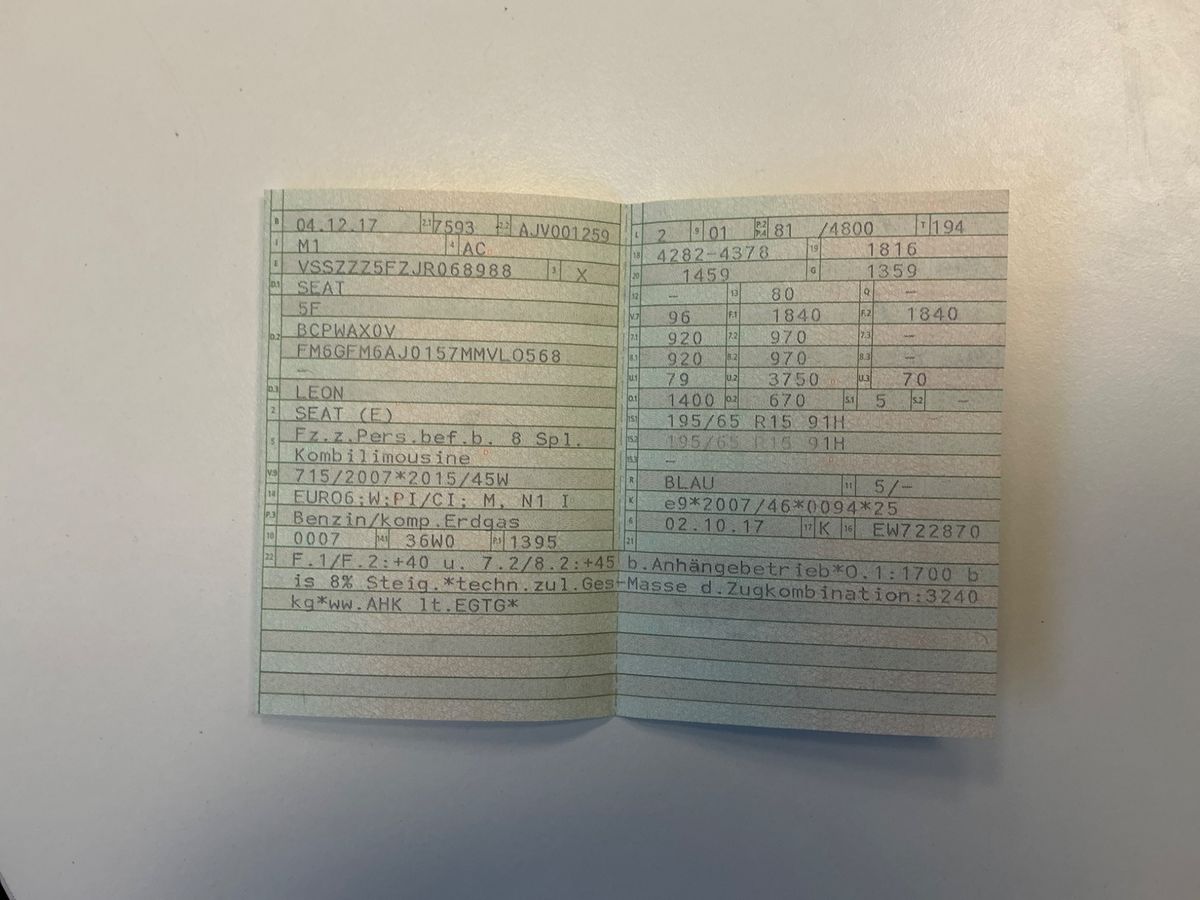 B 04.12.17 2.1 7593 2.2 AJV001259
J M1 4 AC
E VSSZZZ5FZJR068988 3 X
D.1 SEAT
5F
D.2 BCPWAX0V
FM6GFM6AJ0157MMVLO568
—
D.3 LEON
2 SEAT (E)
5 Fz.z.Pers.bef.b. 8 Spl.
Kombilimousine
V.9 715/2007*2015/45W
14 EURO6;W;PI/CI; M, N1 I
P.3 Benzin/komp.Erdgas
10 0007 14.1 36W0 P.1 1395
L 2 9 01 P.2 P.4 81 /4800 T 194
18 4282-4378 19 1816
20 1459 G 1359
12 — 13 80 Q —
V.7 96 F.1 1840 F.2 1840
7.1 920 7.2 970 7.3 —
8.1 920 8.2 970 8.3 —
U.1 79 U.2 3750 U.3 70
O.1 1400 O.2 670 S.1 5 S.2 —
15.1 195/65 R15 91H
15.2 195/65 R15 91H
15.3 —
R BLAU 11 5/—
K e9*2007/46*0094*25
6 02.10.17 17 K 16 EW722870
21
22 F.1/F.2:+40 u. 7.2/8.2:+45 b.Anhängebetrieb*O.1:1700 b
is 8% Steig.*techn.zul.Ges-Masse d.Zugkombination:3240
kg*ww.AHK lt.EGTG*